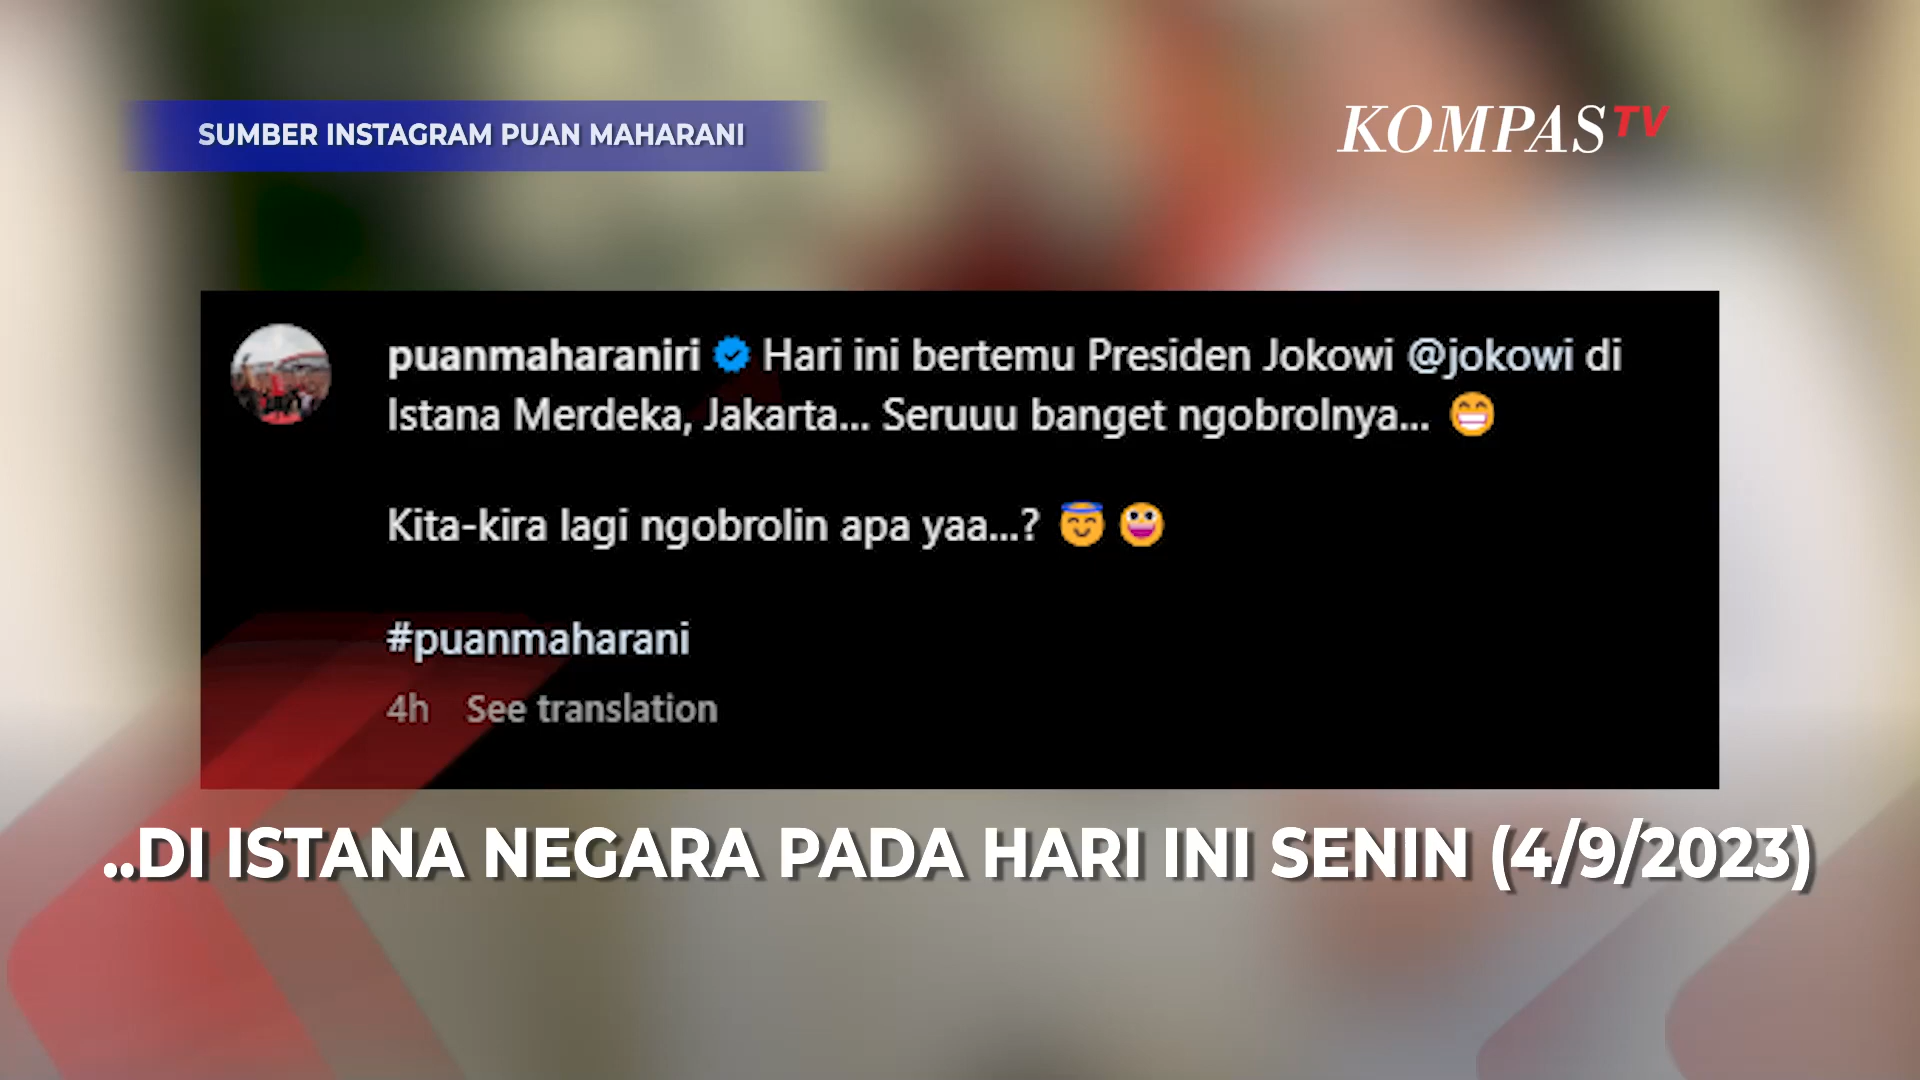 SUMBER INSTAGRAM PUAN MAHARANI
KOMPAS TV
puanmaharaniri Hari ini bertemu Presiden Jokowi @jokowi di
Istana Merdeka, Jakarta... Seruuu banget ngobrolnya... 😁
Kita-kira lagi ngobrolin apa yaa...? 😇 😀
#puanmaharani
4h See translation
..DI ISTANA NEGARA PADA HARI INI SENIN (4/9/2023)